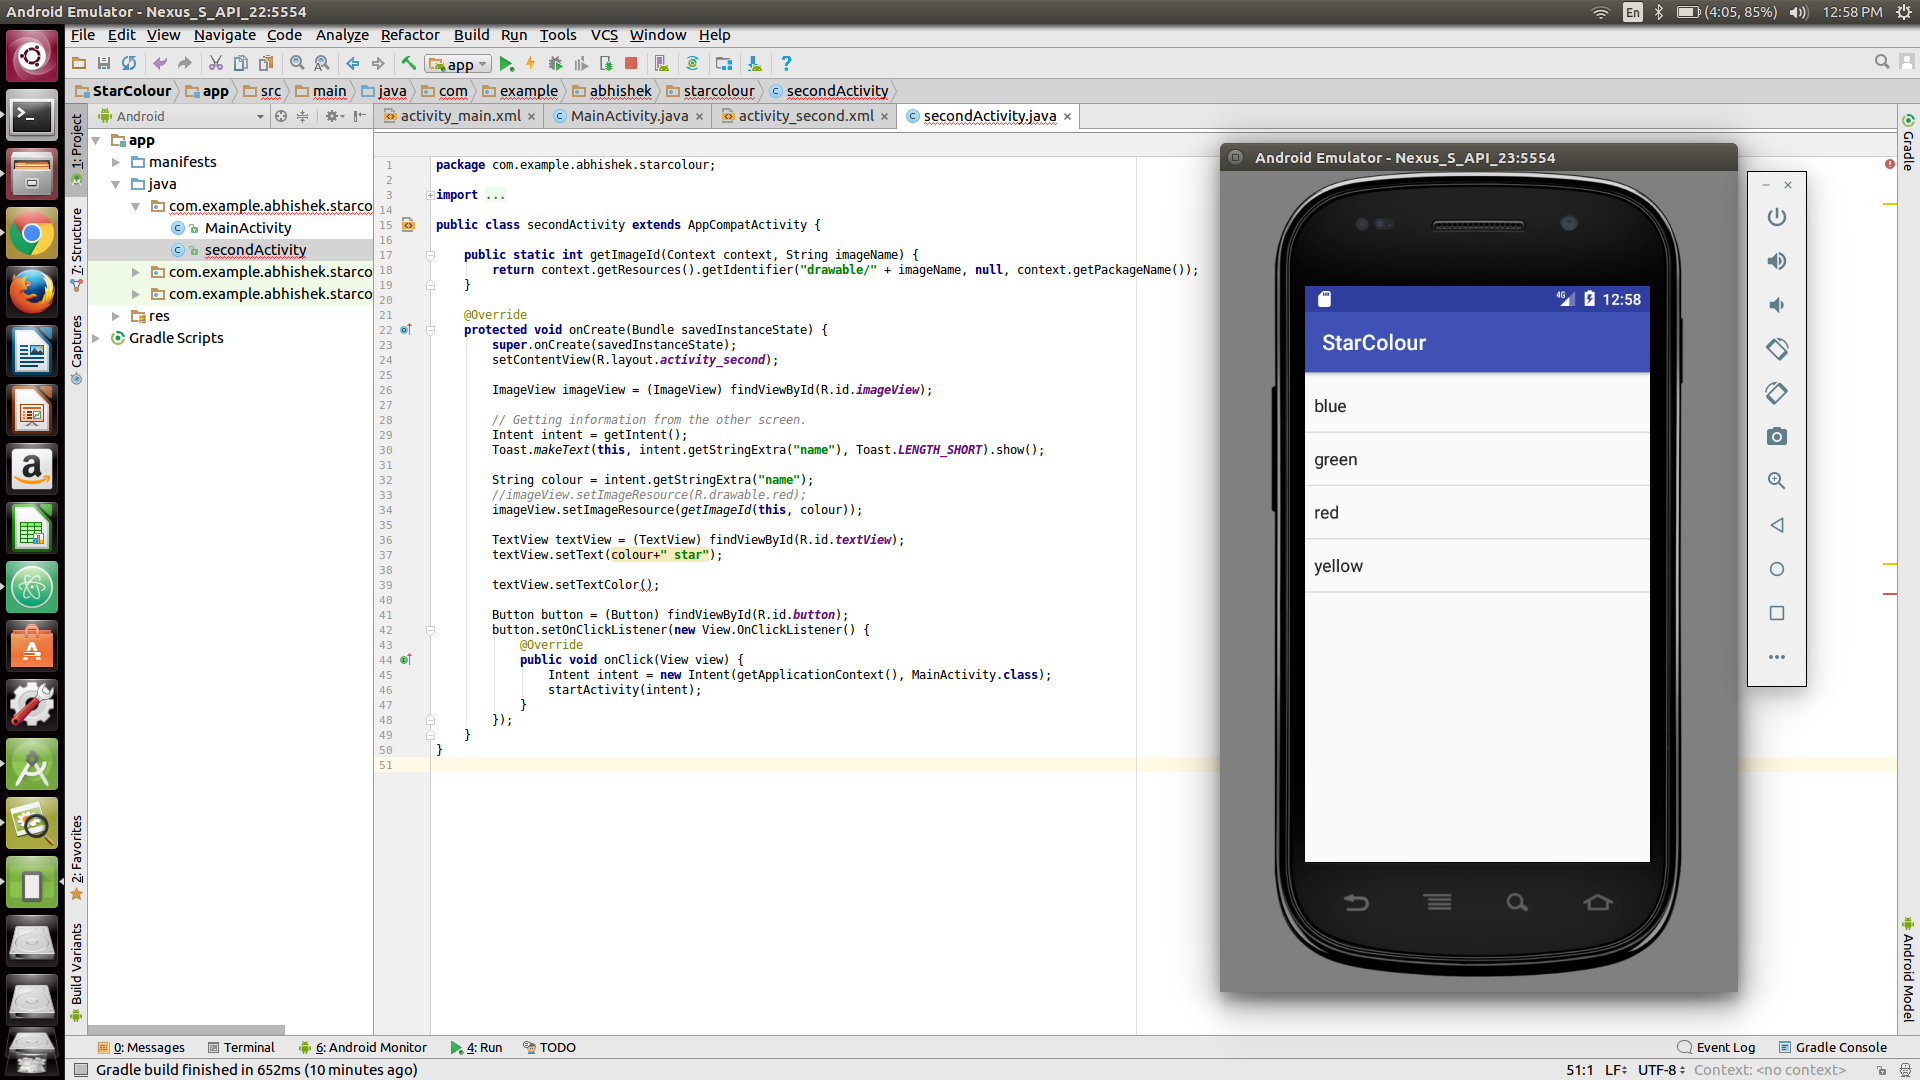 Android Emulator - Nexus_S_API_22:5554
En (4:05, 85%) 12:58 PM
File Edit View Navigate Code Analyze Refactor Build Run Tools VCS Window Help
app
StarColour app src main java com example abhishek starcolour secondActivity
Android
activity_main.xml MainActivity.java activity_second.xml secondActivity.java
1: Project
7: Structure
Captures
2: Favorites
Build Variants
app
manifests
java
com.example.abhishek.starco
MainActivity
secondActivity
com.example.abhishek.starco
com.example.abhishek.starco
res
Gradle Scripts
1 package com.example.abhishek.starcolour;
2
3 import ...
14
15 public class secondActivity extends AppCompatActivity {
16
17 public static int getImageId(Context context, String imageName) {
18 return context.getResources().getIdentifier("drawable/" + imageName, null, context.getPackageName());
19 }
20
21 @Override
22 protected void onCreate(Bundle savedInstanceState) {
23 super.onCreate(savedInstanceState);
24 setContentView(R.layout.activity_second);
25
26 ImageView imageView = (ImageView) findViewById(R.id.imageView);
27
28 // Getting information from the other screen.
29 Intent intent = getIntent();
30 Toast.makeText(this, intent.getStringExtra("name"), Toast.LENGTH_SHORT).show();
31
32 String colour = intent.getStringExtra("name");
33 //imageView.setImageResource(R.drawable.red);
34 imageView.setImageResource(getImageId(this, colour));
35
36 TextView textView = (TextView) findViewById(R.id.textView);
37 textView.setText(colour+" star");
38
39 textView.setTextColor();
40
41 Button button = (Button) findViewById(R.id.button);
42 button.setOnClickListener(new View.OnClickListener() {
43 @Override
44 public void onClick(View view) {
45 Intent intent = new Intent(getApplicationContext(), MainActivity.class);
46 startActivity(intent);
47 }
48 });
49 }
50 }
51
Android Emulator - Nexus_S_API_23:5554
4G 12:58
StarColour
blue
green
red
yellow
Gradle
Android Model
0: Messages Terminal 6: Android Monitor 4: Run TODO Event Log Gradle Console
Gradle build finished in 652ms (10 minutes ago) 51:1 LF UTF-8 Context: <no context>